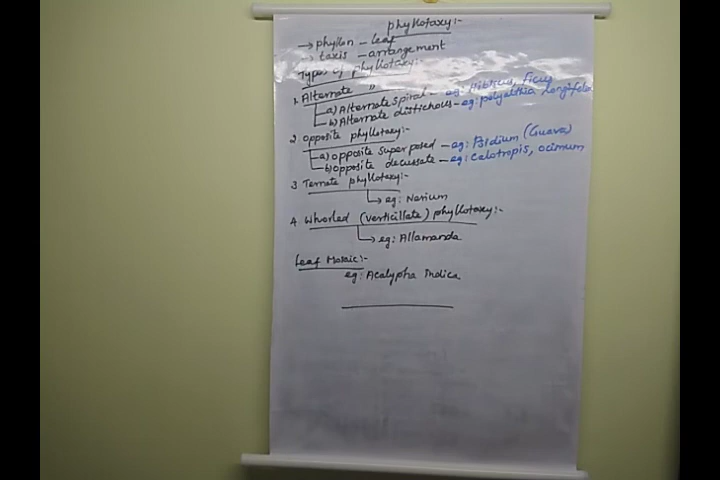 phyllotaxy:-
→ phyllon - leaf
→ taxis - arrangement
Types of phyllotaxy:-
1. Alternate "
a) Alternate spiral - eg: Hibiscus, Ficus
b) Alternate distichous - eg: polyalthia longifolia
2. opposite phyllotaxy:-
a) opposite superposed - eg: Psidium (Guava)
b) opposite decussate - eg: calotropis, ocimum
3 Ternate phyllotaxy:-
eg: Nerium
4. Whorled (verticillate) phyllotaxy:-
eg: Allamanda
Leaf Mosaic:-
eg: Acalypha indica